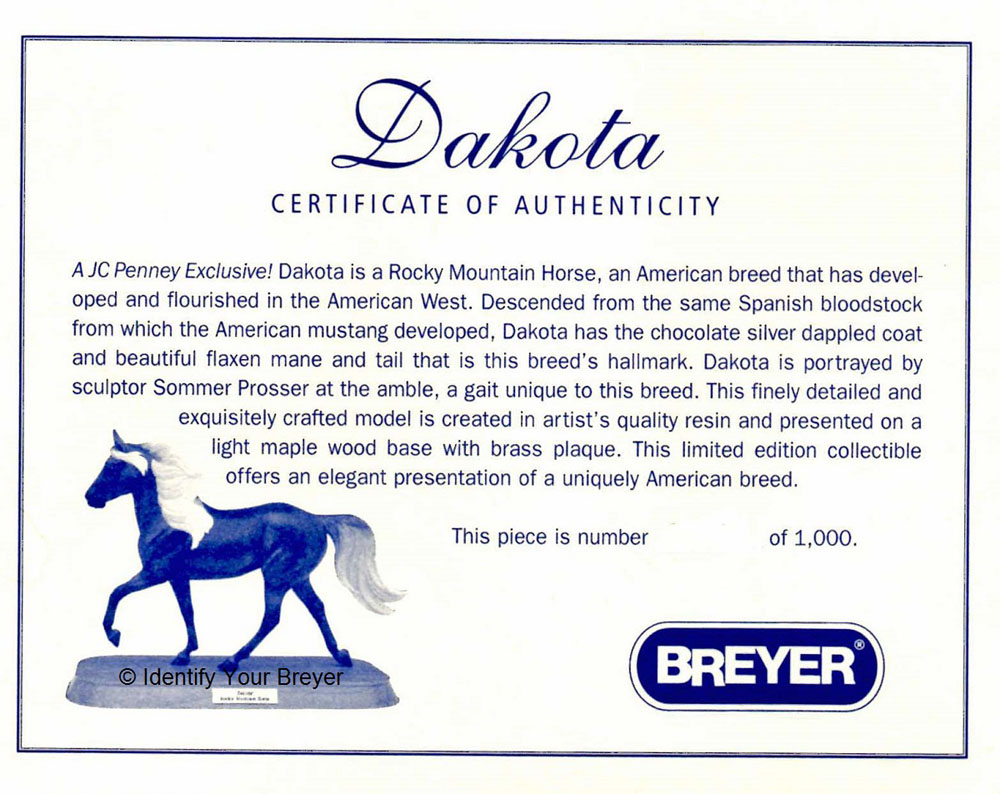 Dakota
CERTIFICATE OF AUTHENTICITY
A JC Penney Exclusive! Dakota is a Rocky Mountain Horse, an American breed that has devel-
oped and flourished in the American West. Descended from the same Spanish bloodstock
from which the American mustang developed, Dakota has the chocolate silver dappled coat
and beautiful flaxen mane and tail that is this breed's hallmark. Dakota is portrayed by
sculptor Sommer Prosser at the amble, a gait unique to this breed. This finely detailed and
exquisitely crafted model is created in artist's quality resin and presented on a
light maple wood base with brass plaque. This limited edition collectible
offers an elegant presentation of a uniquely American breed.
This piece is number of 1,000.
© Identify Your Breyer
BREYER®